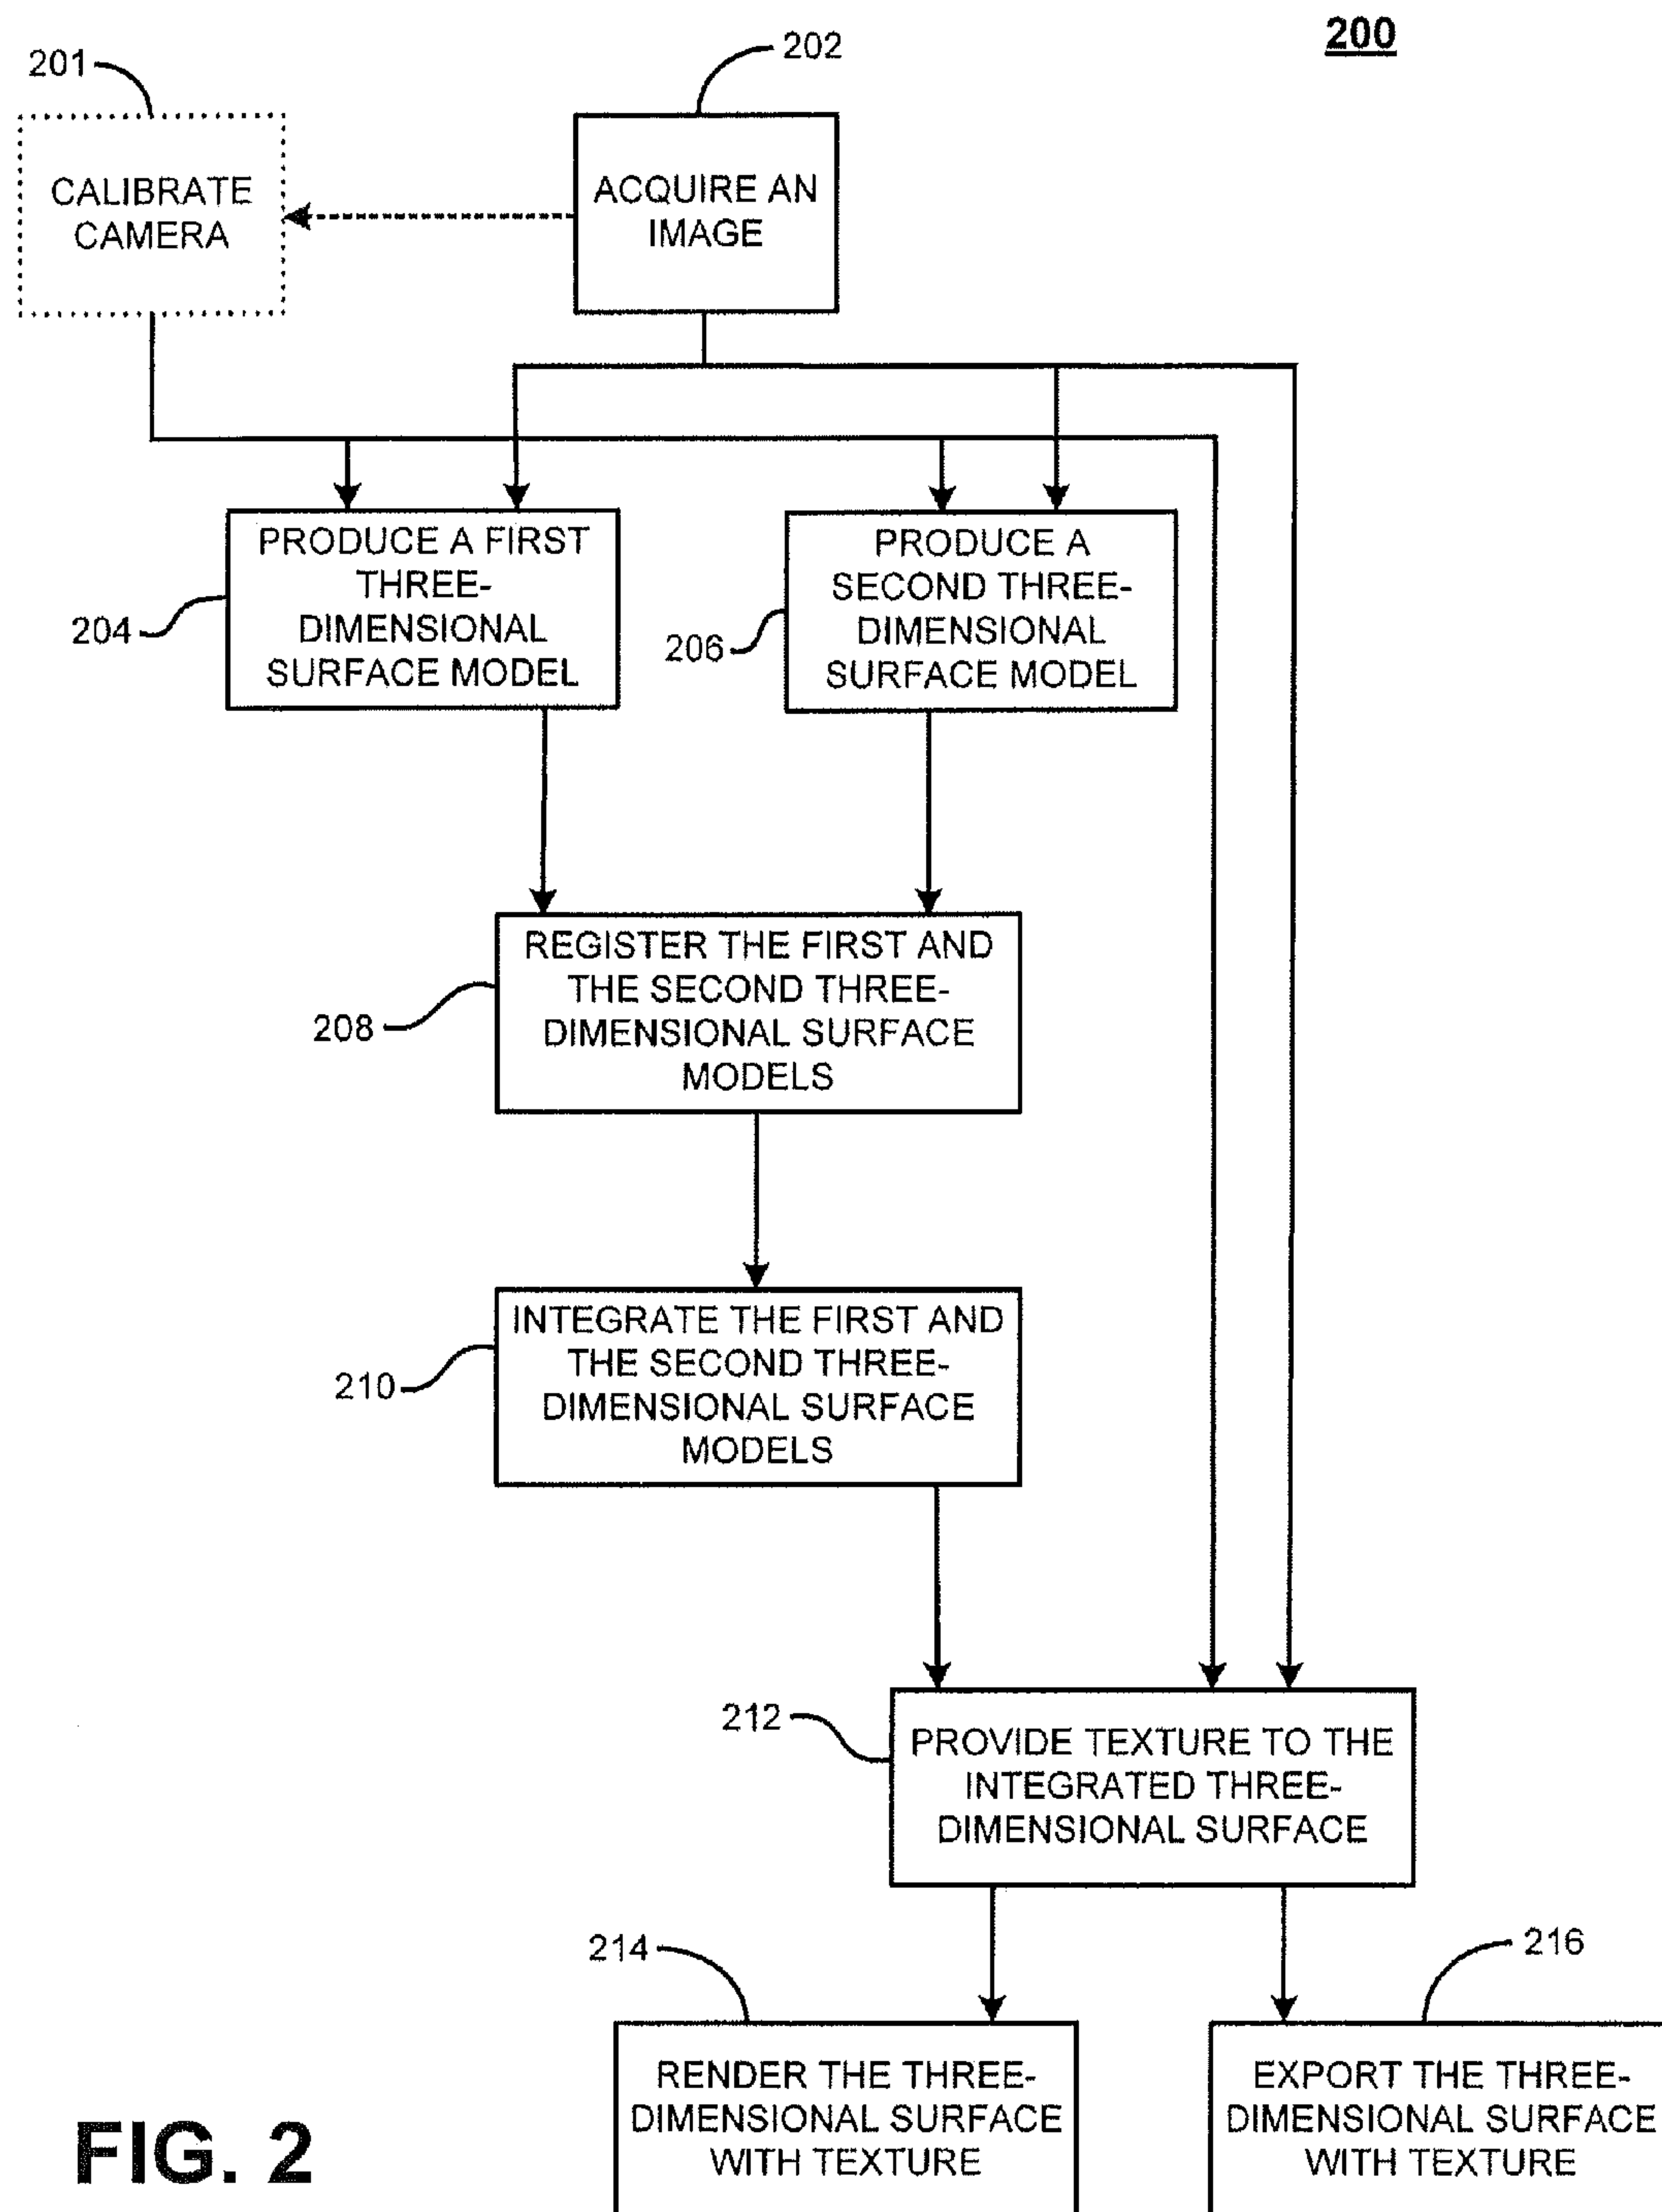 200
201
202
CALIBRATE
CAMERA
ACQUIRE AN
IMAGE
PRODUCE A FIRST
THREE-
DIMENSIONAL
SURFACE MODEL
204
PRODUCE A
SECOND THREE-
DIMENSIONAL
SURFACE MODEL
206
REGISTER THE FIRST AND
THE SECOND THREE-
DIMENSIONAL SURFACE
MODELS
208
INTEGRATE THE FIRST AND
THE SECOND THREE-
DIMENSIONAL SURFACE
MODELS
210
212
PROVIDE TEXTURE TO THE
INTEGRATED THREE-
DIMENSIONAL SURFACE
214
216
RENDER THE THREE-
DIMENSIONAL SURFACE
WITH TEXTURE
EXPORT THE THREE-
DIMENSIONAL SURFACE
WITH TEXTURE
FIG. 2